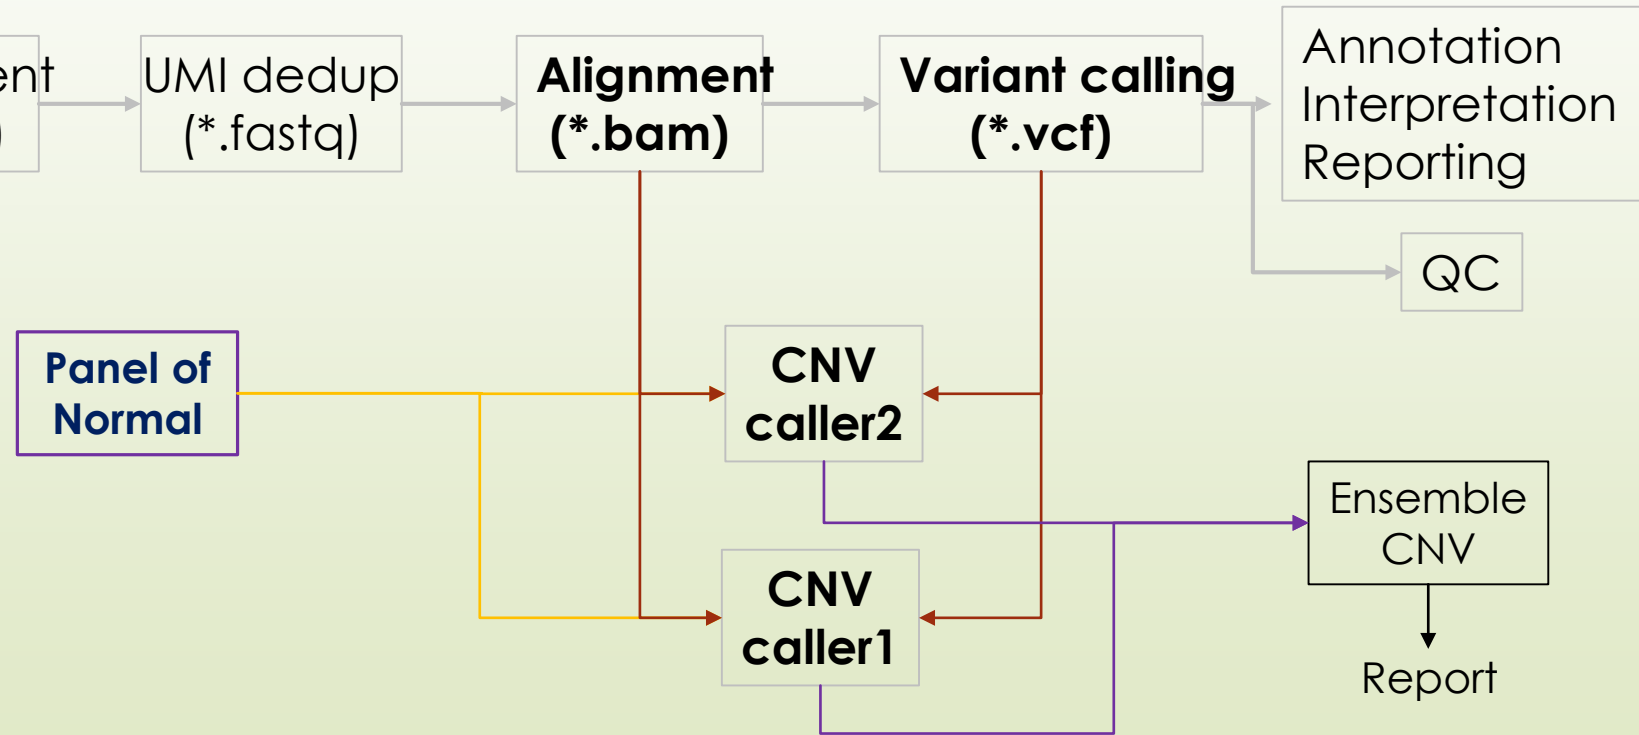 UMI dedup
(*.fastq)
Alignment
(*.bam)
Variant calling
(*.vcf)
Annotation
Interpretation
Reporting
QC
Panel of
Normal
CNV
caller2
CNV
caller1
Ensemble
CNV
Report